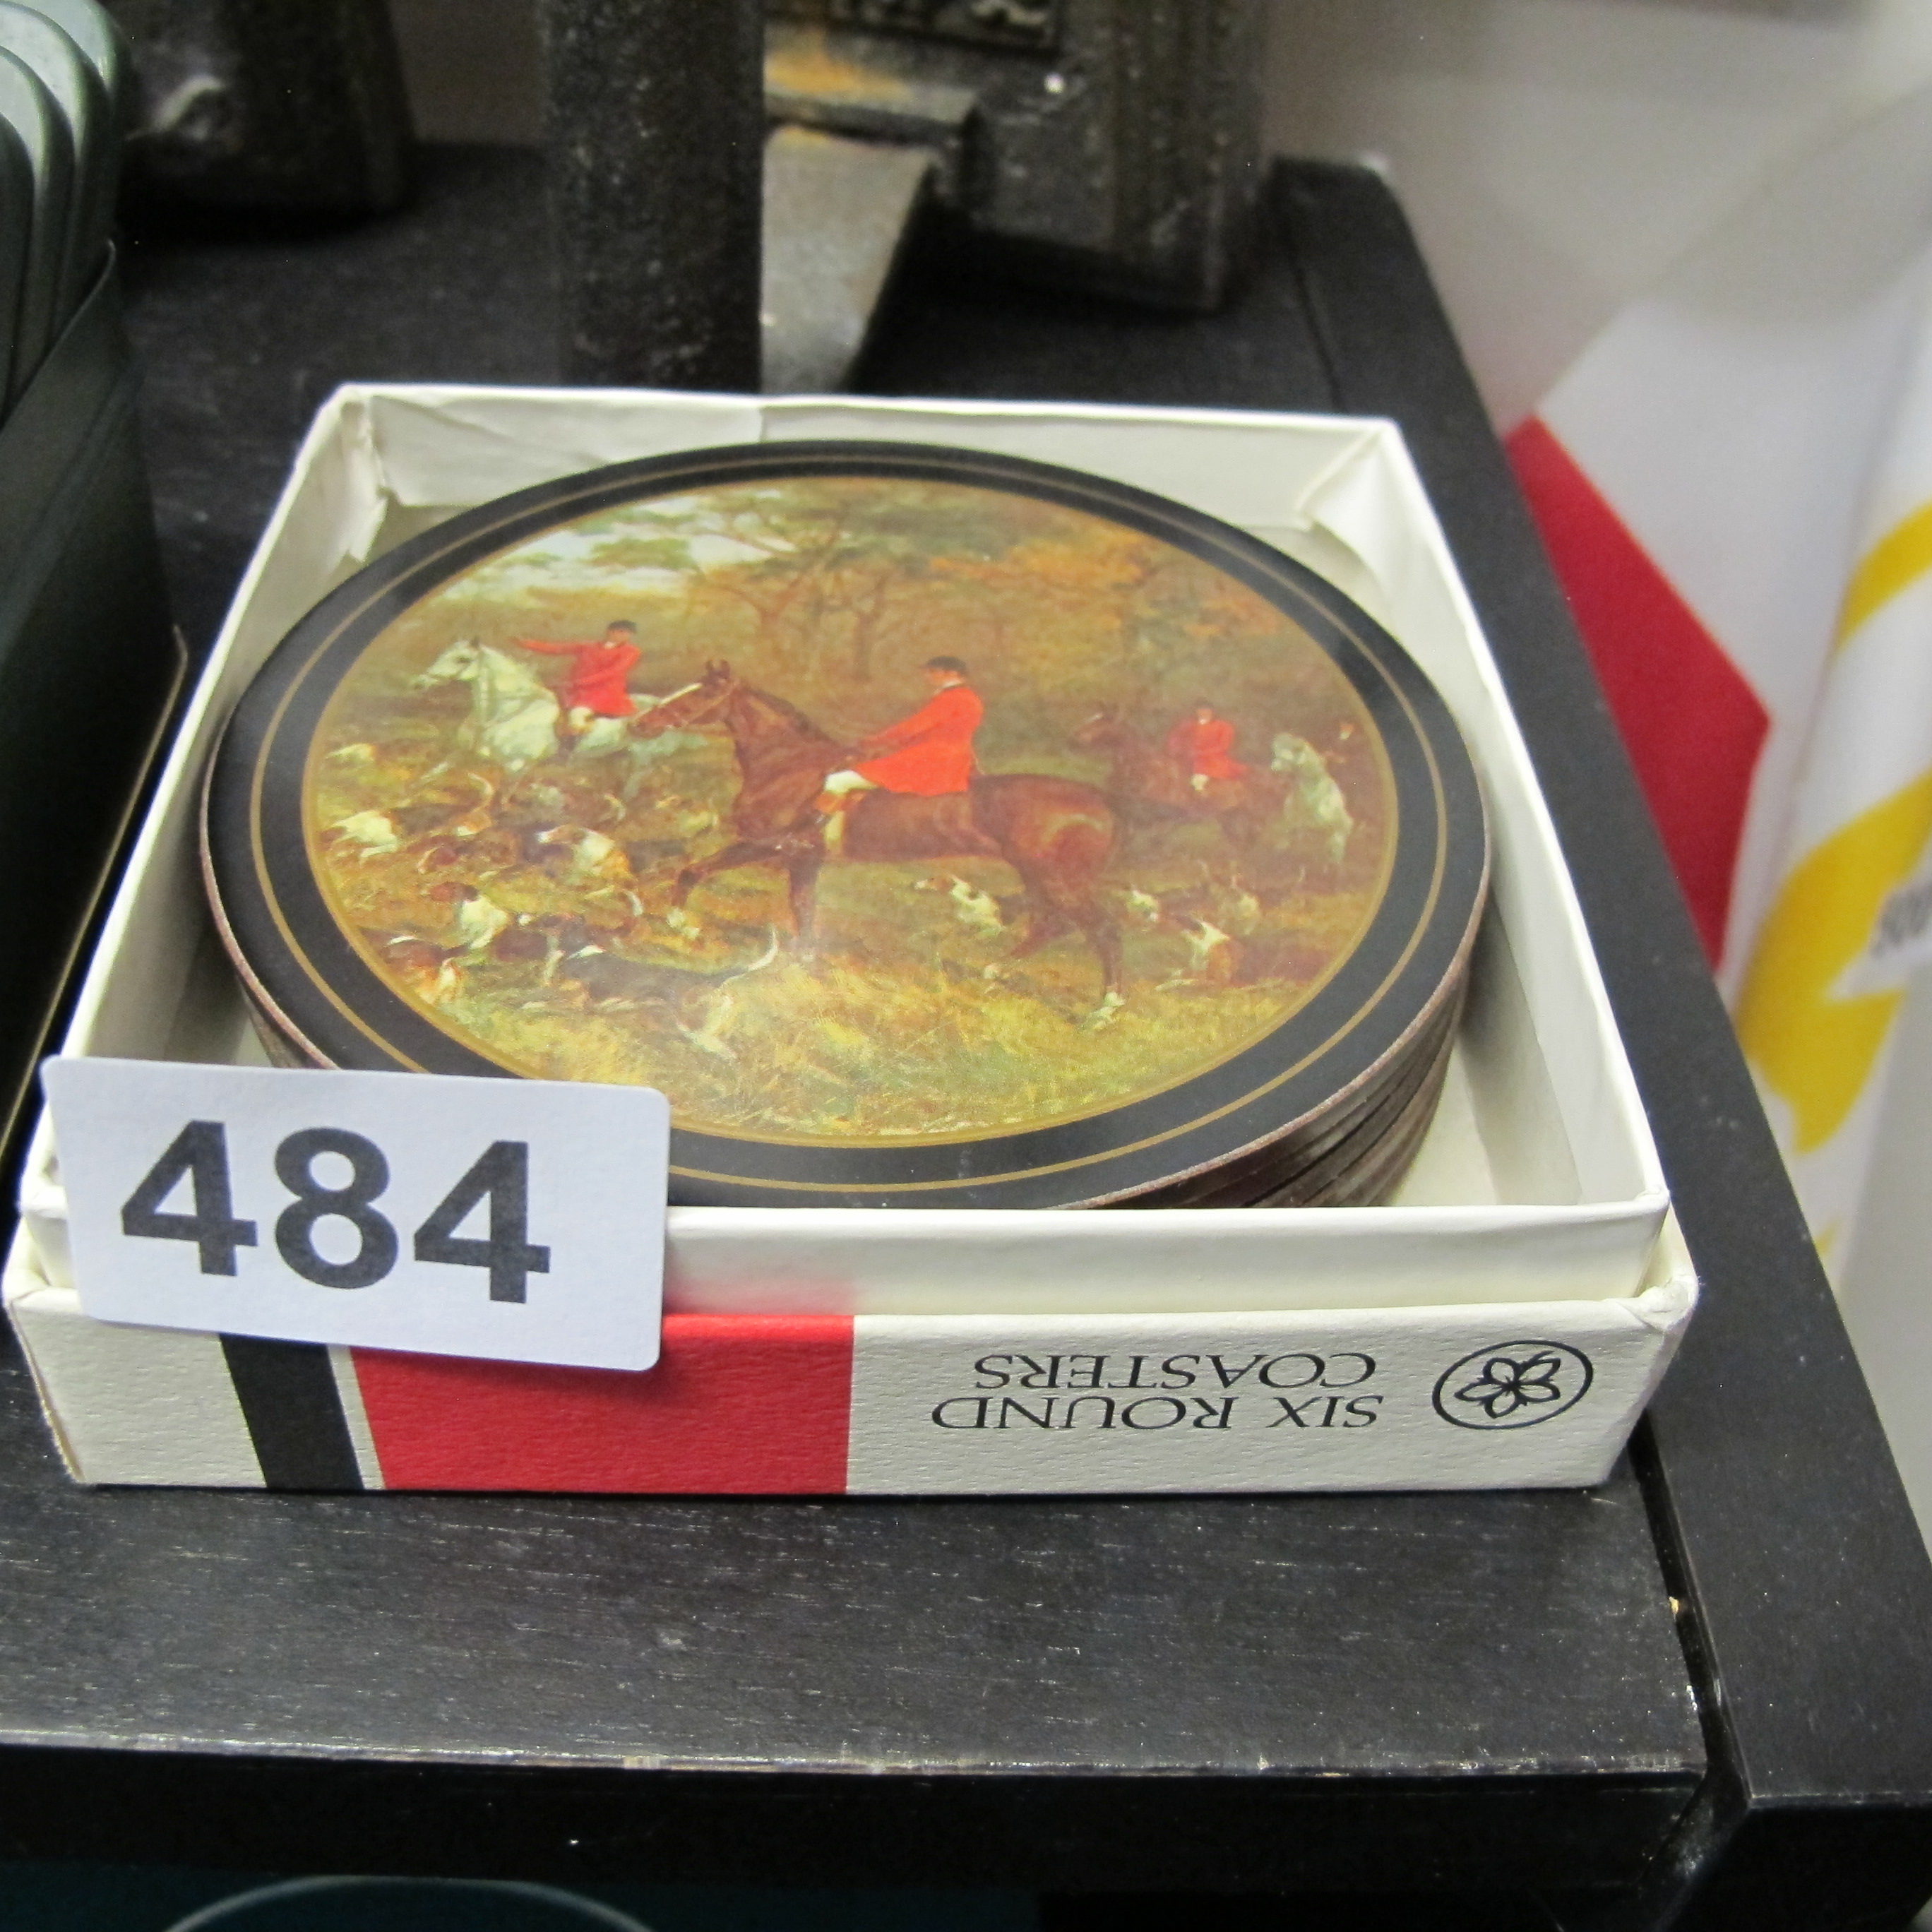 484
SIX ROUND
COASTERS